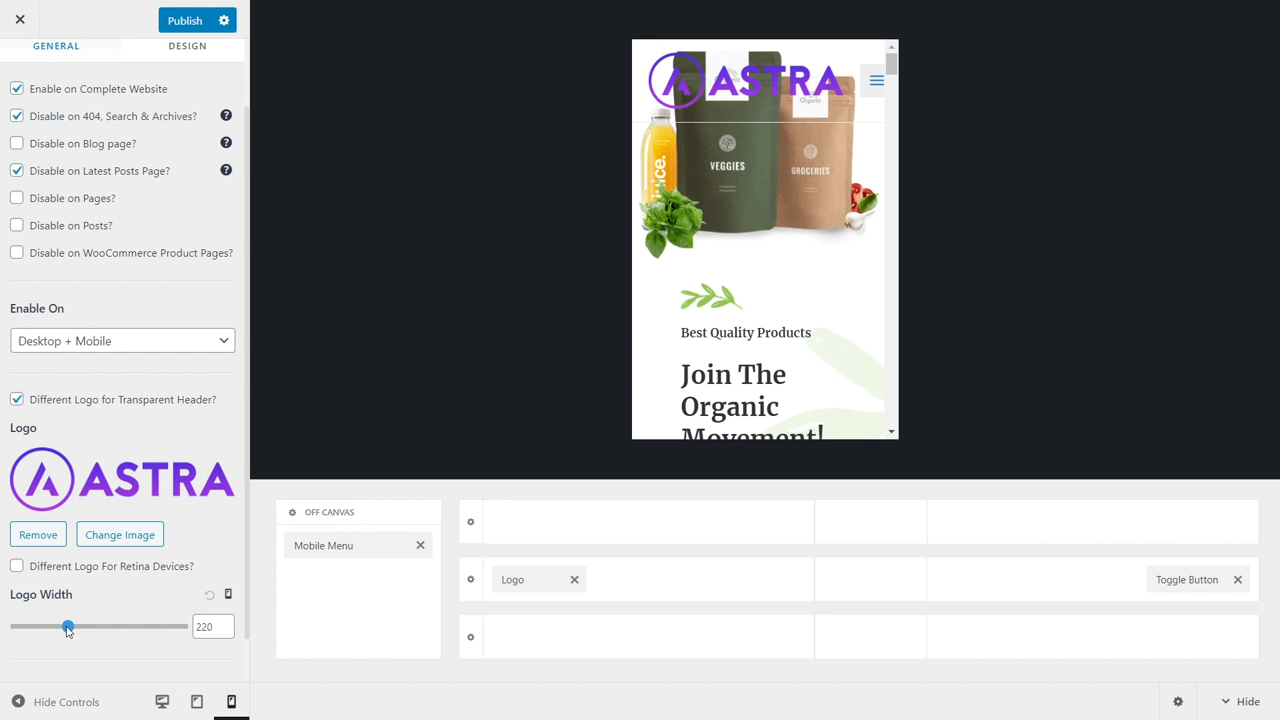 Publish
GENERAL
DESIGN
on Complete Website
Disable on 404, Search & Archives?
Disable on Blog page?
Disable on Latest Posts Page?
Disable on Pages?
Disable on Posts?
Disable on WooCommerce Product Pages?
Enable On
Desktop + Mobile
Different Logo for Transparent Header?
Logo
ASTRA
Remove
Change Image
Different Logo For Retina Devices?
Logo Width
220
Hide Controls
ASTRA
Organic
juice.
VEGGIES
GROCERIES
Best Quality Products
Join The
Organic
Movement!
OFF CANVAS
Mobile Menu
Logo
Toggle Button
Hide